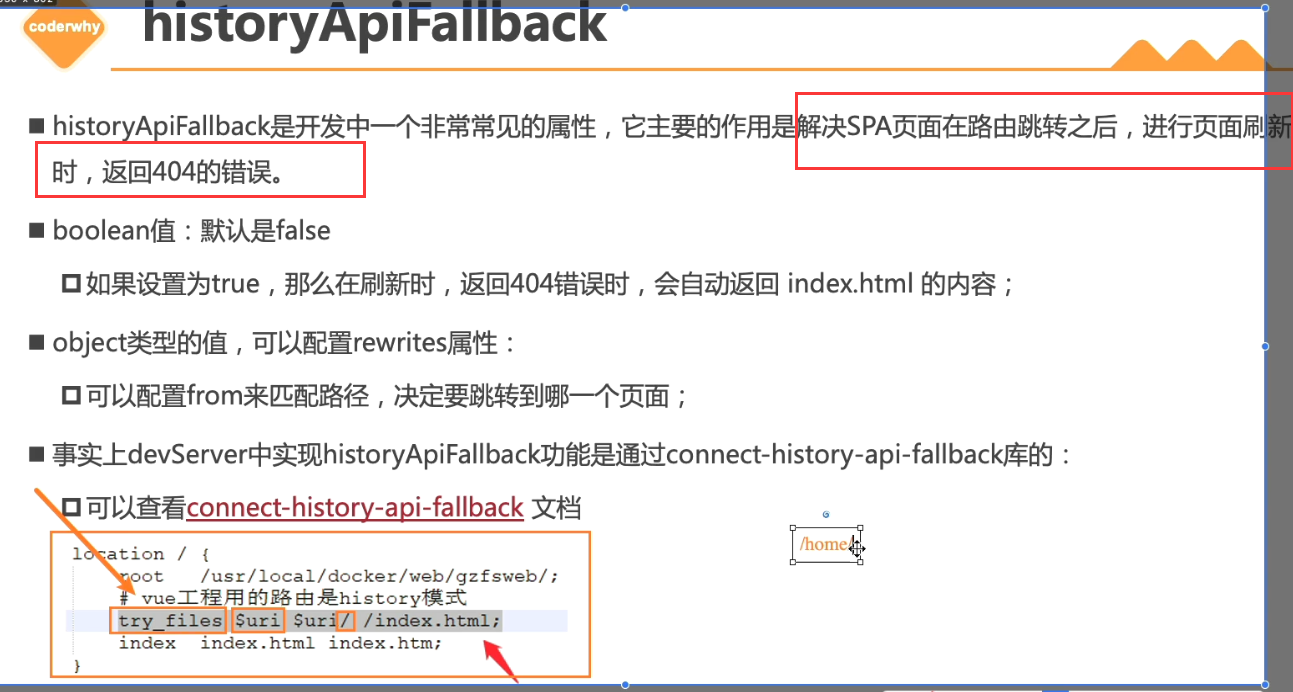 coderwhy
historyApiFallback
historyApiFallback是开发中一个非常常见的属性，它主要的作用是解决SPA页面在路由跳转之后，进行页面刷新
时，返回404的错误。
boolean值：默认是false
如果设置为true，那么在刷新时，返回404错误时，会自动返回 index.html 的内容；
object类型的值，可以配置rewrites属性：
可以配置from来匹配路径，决定要跳转到哪一个页面；
事实上devServer中实现historyApiFallback功能是通过connect-history-api-fallback库的：
可以查看connect-history-api-fallback 文档
location / {
root /usr/local/docker/web/gzfsweb/;
# vue工程用的路由是history模式
try_files $uri $uri/ /index.html;
index index.html index.htm;
}
/home/